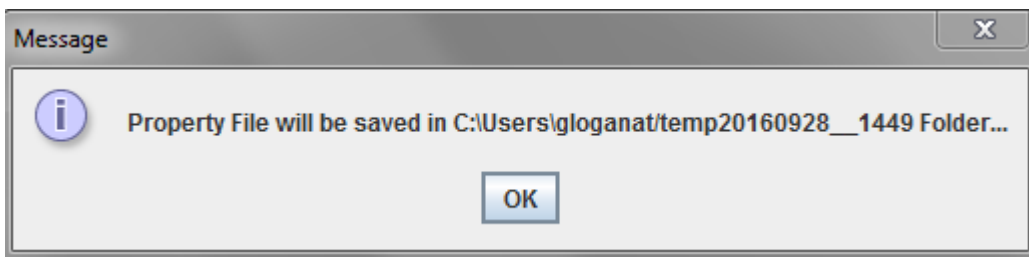 Message
Property File will be saved in C:\Users\gloganat/temp20160928__1449 Folder...
OK